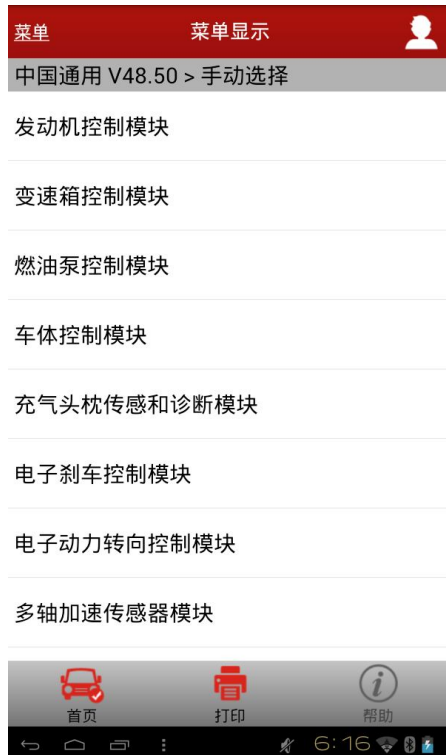 菜单 菜单显示
中国通用 V48.50 > 手动选择
发动机控制模块
变速箱控制模块
燃油泵控制模块
车体控制模块
充气头枕传感和诊断模块
电子刹车控制模块
电子动力转向控制模块
多轴加速传感器模块
首页 打印 帮助
6:16